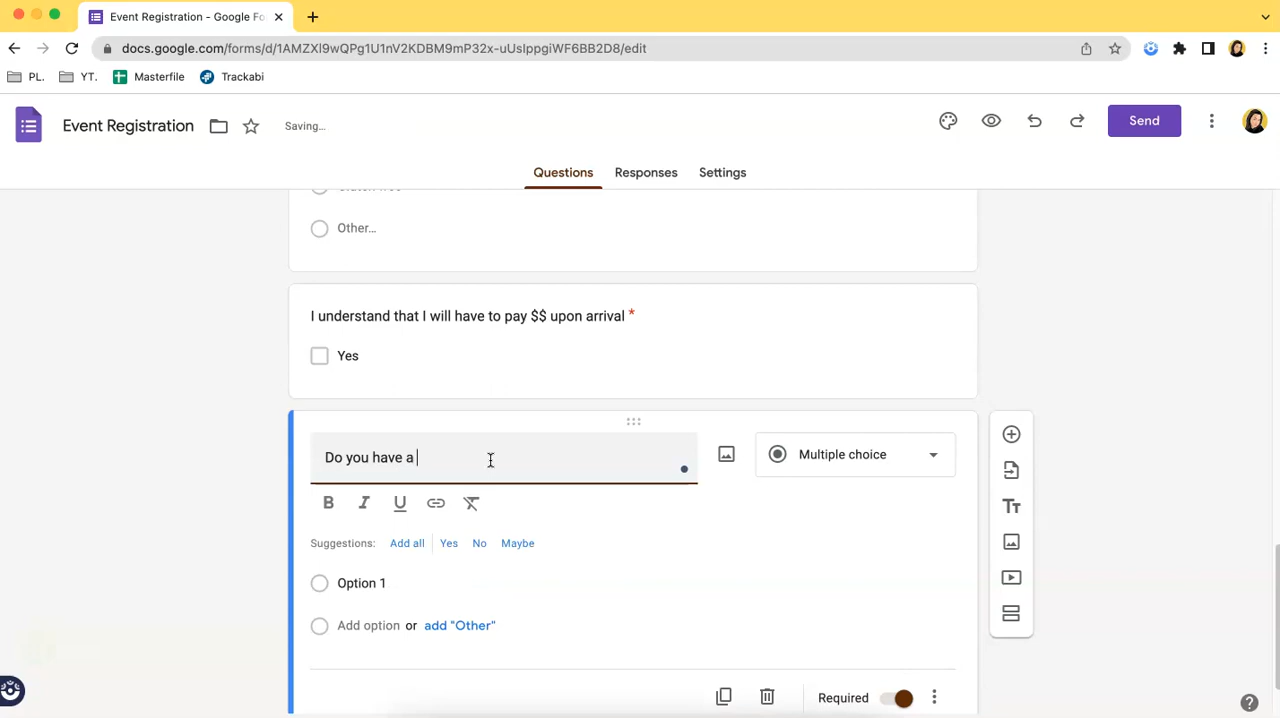 Event Registration - Google Fo
docs.google.com/forms/d/1AMZXl9wQPg1U1nV2KDBM9mP32x-uUslppgiWF6BB2D8/edit
PL. YT. Masterfile Trackabi
Event Registration Saving... Send
Questions Responses Settings
Other...
I understand that I will have to pay $$ upon arrival *
Yes
Do you have a Multiple choice
B I U
Suggestions: Add all Yes No Maybe
Option 1
Add option or add "Other"
Required